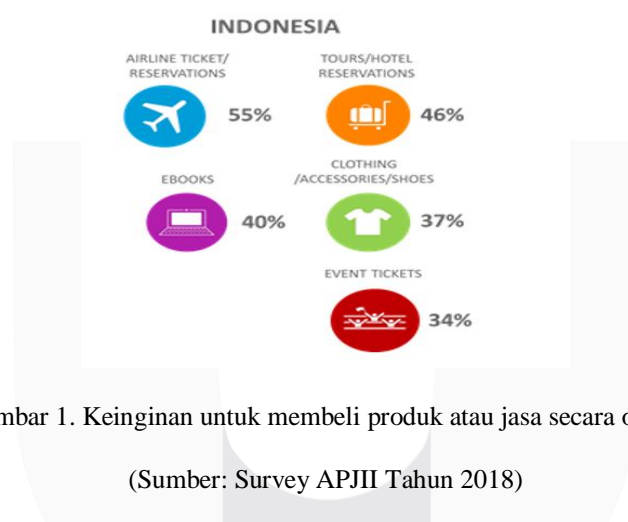 INDONESIA
AIRLINE TICKET/
RESERVATIONS
55%
TOURS/HOTEL
RESERVATIONS
46%
EBOOKS
40%
CLOTHING
/ACCESSORIES/SHOES
37%
EVENT TICKETS
34%
1. Keinginan untuk membeli produk atau jasa secara
(Sumber: Survey APJII Tahun 2018)